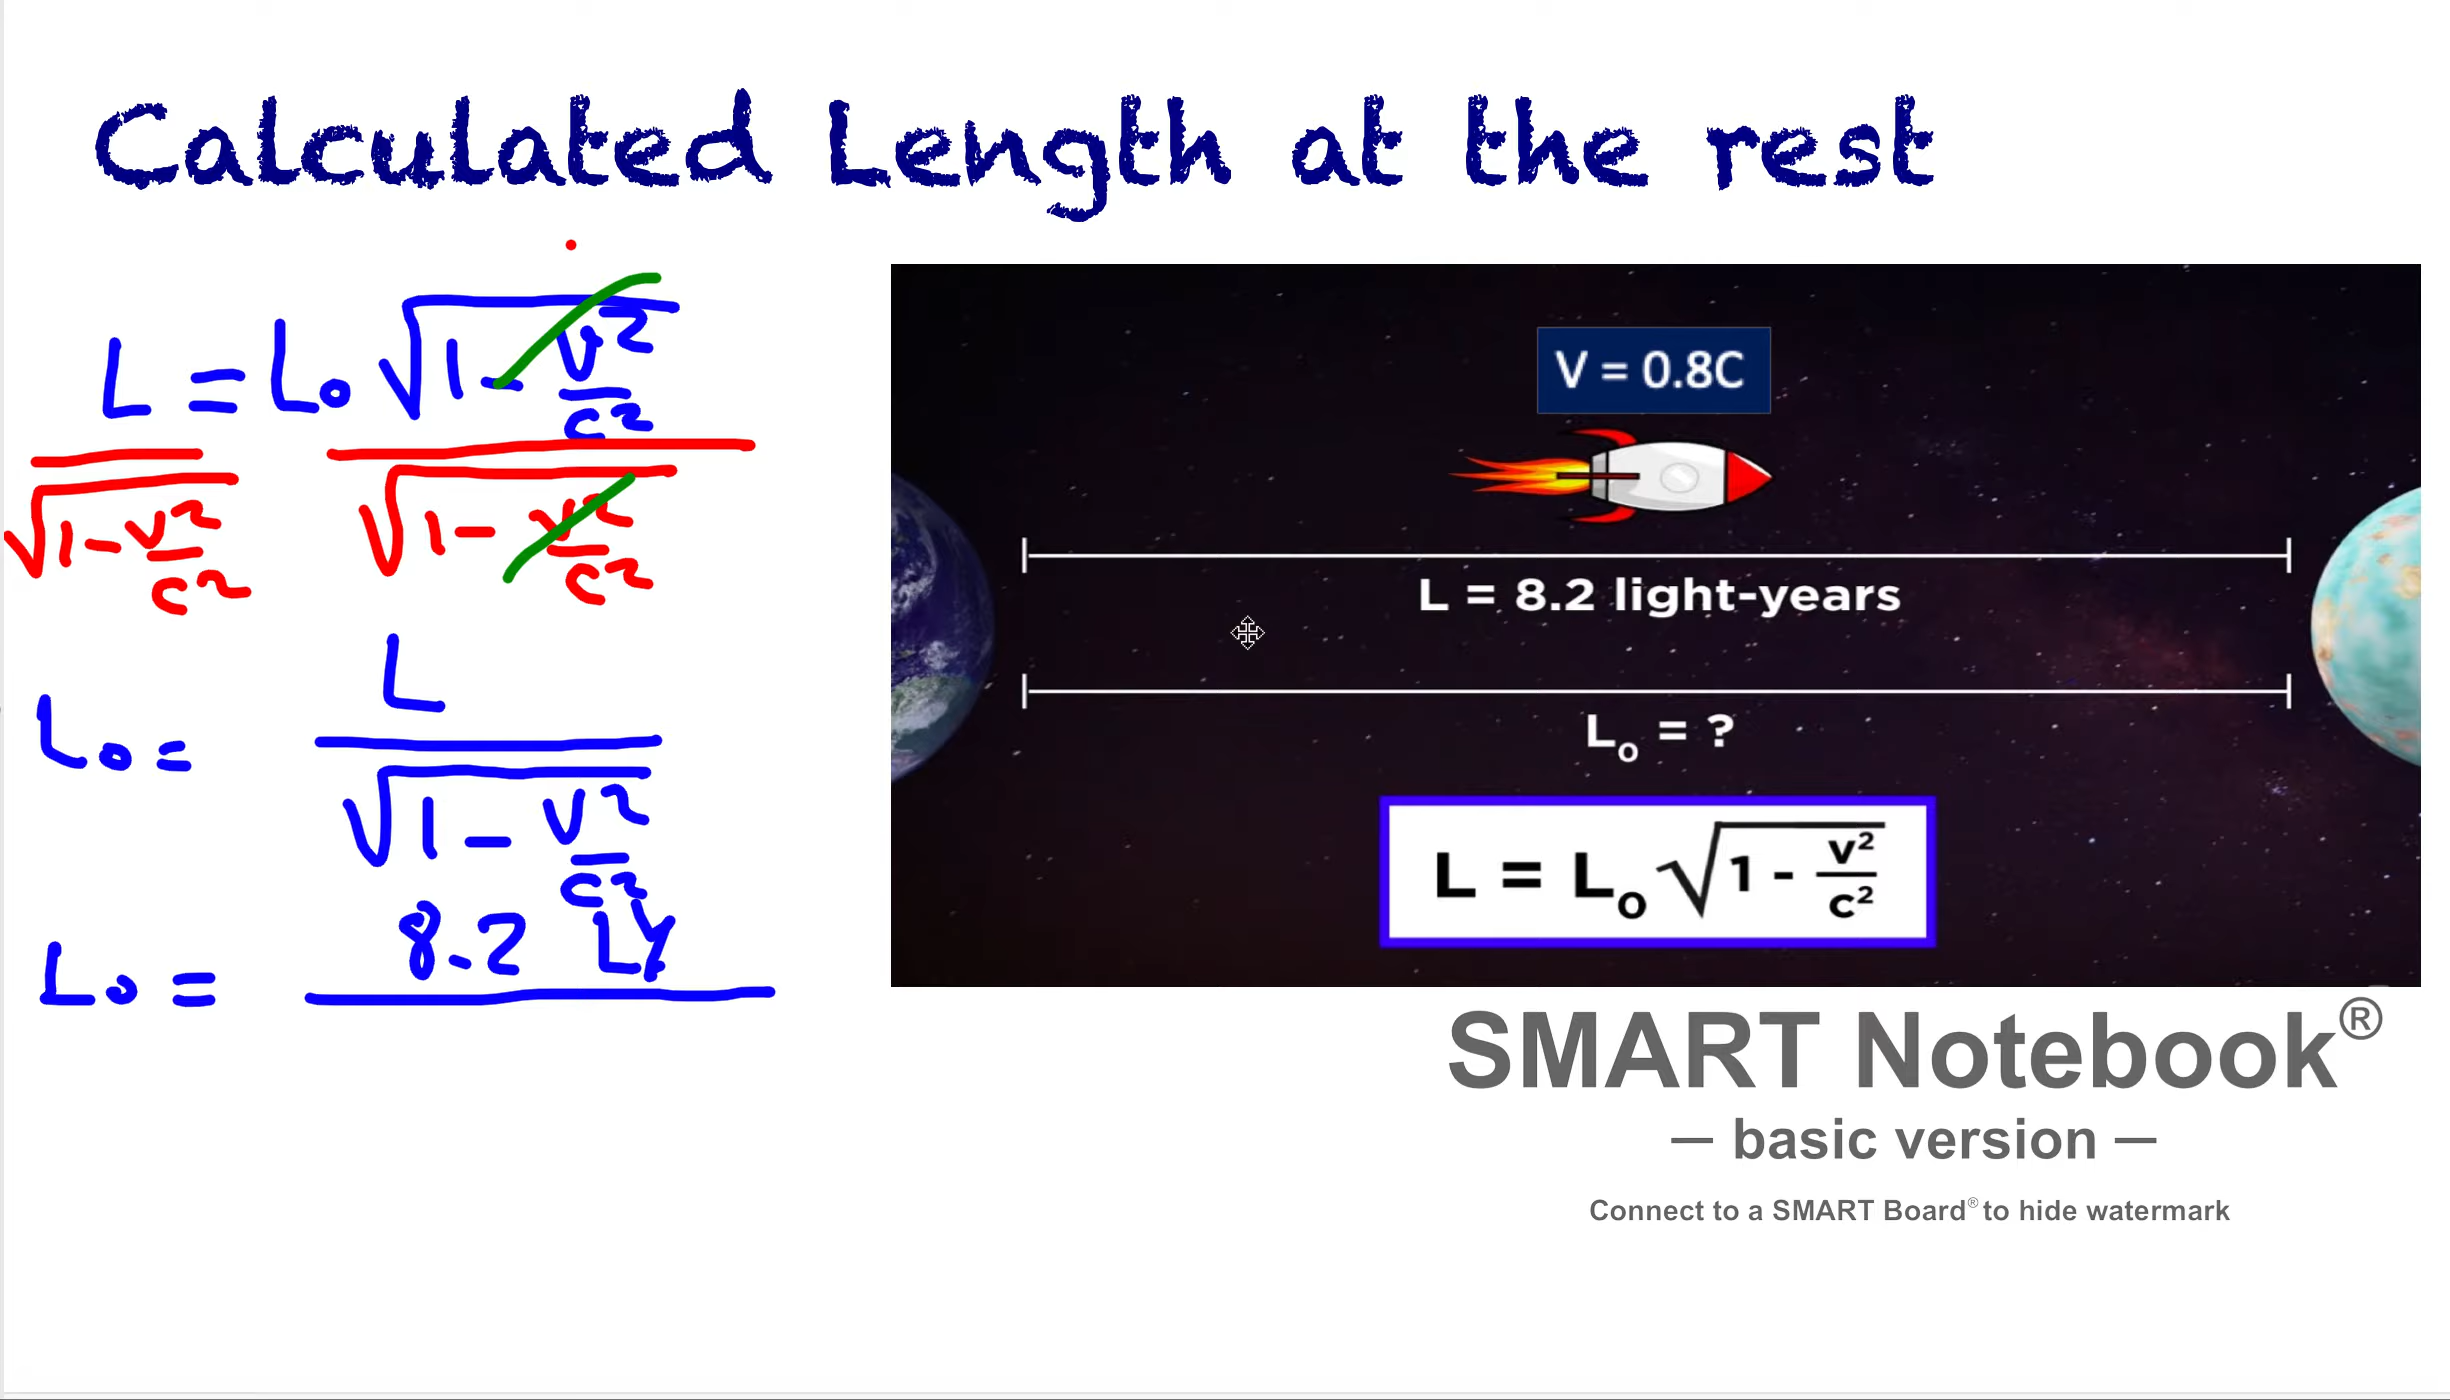 Calculated Length at the rest
L = L₀ √1 - v²/c²
√1 - v²/c² √1 - v²/c²
L₀ = L / √1 - v²/c²
L₀ = 8.2 Ly
V = 0.8C
L = 8.2 light-years
L₀ = ?
L = L₀ √1 - v²/c²
SMART Notebook®
— basic version —
Connect to a SMART Board® to hide watermark